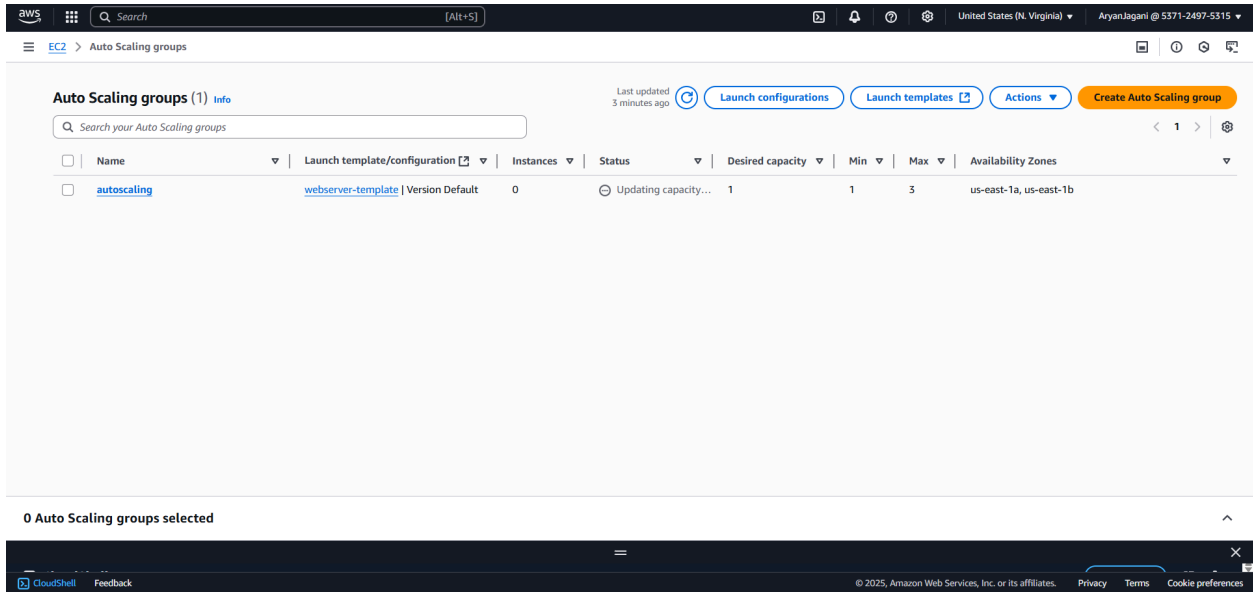 aws Search [Alt+S] United States (N. Virginia) AryanJagani @ 5371-2497-5315
EC2 > Auto Scaling groups
Auto Scaling groups (1) Info
Last updated
3 minutes ago
Launch configurations Launch templates Actions Create Auto Scaling group
Search your Auto Scaling groups
< 1 >
Name Launch template/configuration Instances Status Desired capacity Min Max Availability Zones
autoscaling webserver-template | Version Default 0 Updating capacity... 1 1 3 us-east-1a, us-east-1b
0 Auto Scaling groups selected
CloudShell Feedback © 2025, Amazon Web Services, Inc. or its affiliates. Privacy Terms Cookie preferences